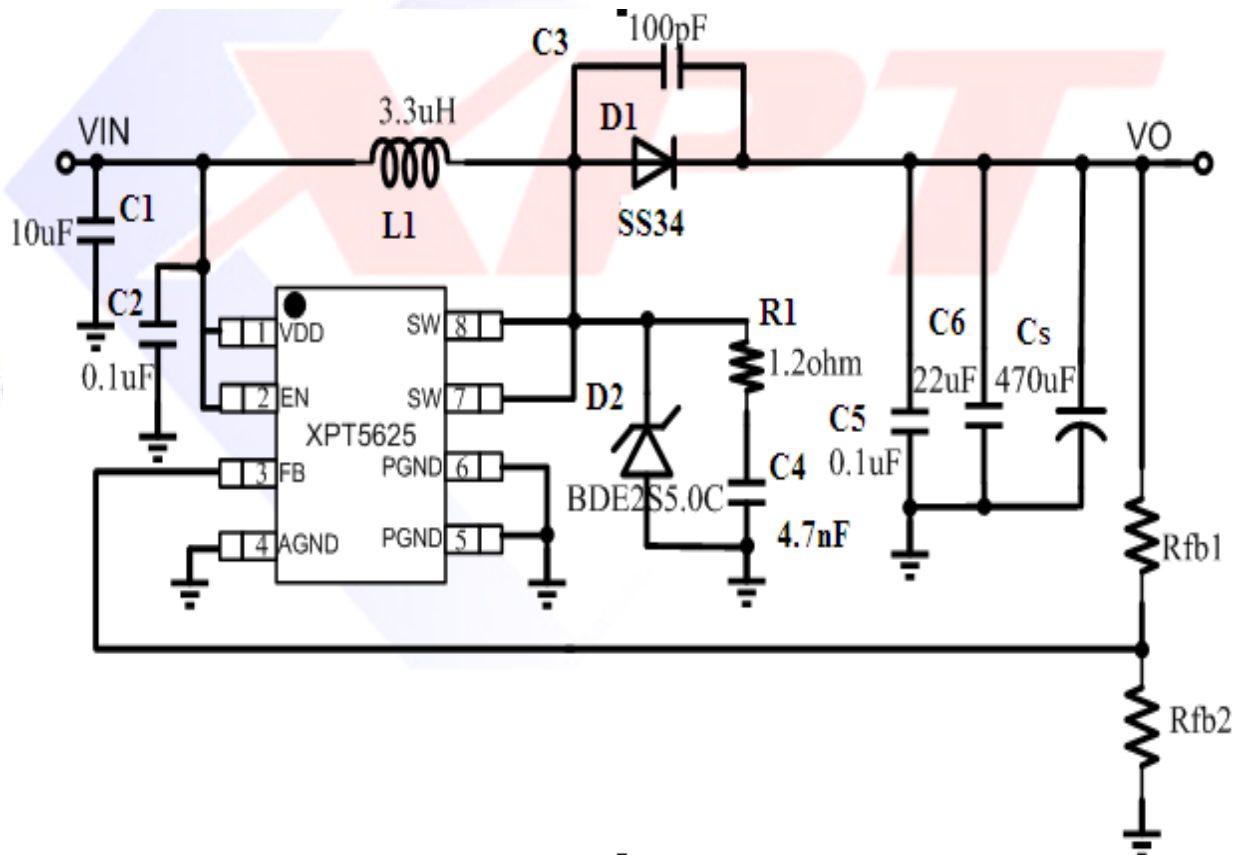 100pF
C3
3.3uH
D1
VIN
VO
C1
10uF
L1
SS34
C2
0.1uF
1 VDD
SW 8
R1
1.2ohm
C6
22uF
Cs
470uF
2 EN
SW 7
D2
C5
0.1uF
XPT5625
3 FB
PGND 6
C4
BDE2S5.0C
4.7nF
4 AGND
PGND 5
Rfb1
Rfb2
XPT